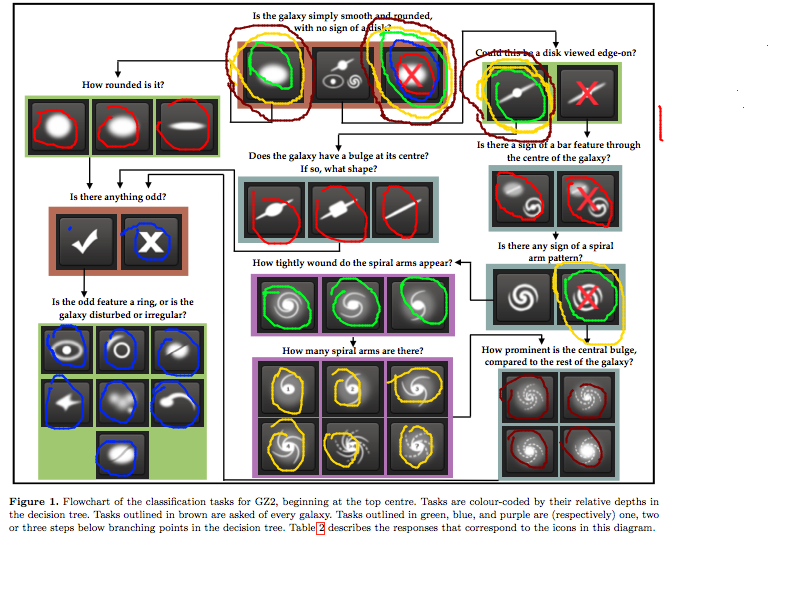 Is the galaxy simply smooth and rounded,
with no sign of a disk?
Could this be a disk viewed edge-on?
How rounded is it?
Is there a sign of a bar feature through
the centre of the galaxy?
Does the galaxy have a bulge at its centre?
If so, what shape?
Is there anything odd?
Is there any sign of a spiral
arm pattern?
How tightly wound do the spiral arms appear?
Is the odd feature a ring, or is the
galaxy disturbed or irregular?
How many spiral arms are there?
How prominent is the central bulge,
compared to the rest of the galaxy?
Figure 1. Flowchart of the classification tasks for GZ2, beginning at the top centre. Tasks are colour-coded by their relative depths in
the decision tree. Tasks outlined in brown are asked of every galaxy. Tasks outlined in green, blue, and purple are (respectively) one, two
or three steps below branching points in the decision tree. Table 2 describes the responses that correspond to the icons in this diagram.